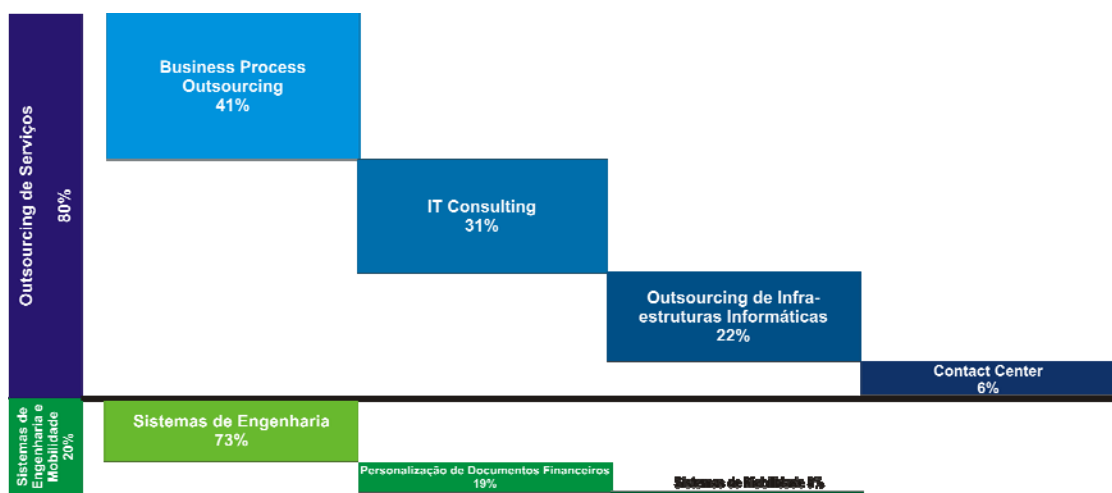 Outsourcing de Serviços
80%
Business Process
Outsourcing
41%
IT Consulting
31%
Outsourcing de Infra-
estruturas Informáticas
22%
Contact Center
6%
Sistemas de
Engenharia e
Mobilidade
20%
Sistemas de Engenharia
73%
Personalização de Documentos Financeiros
19%
Sistemas de Mobilidade